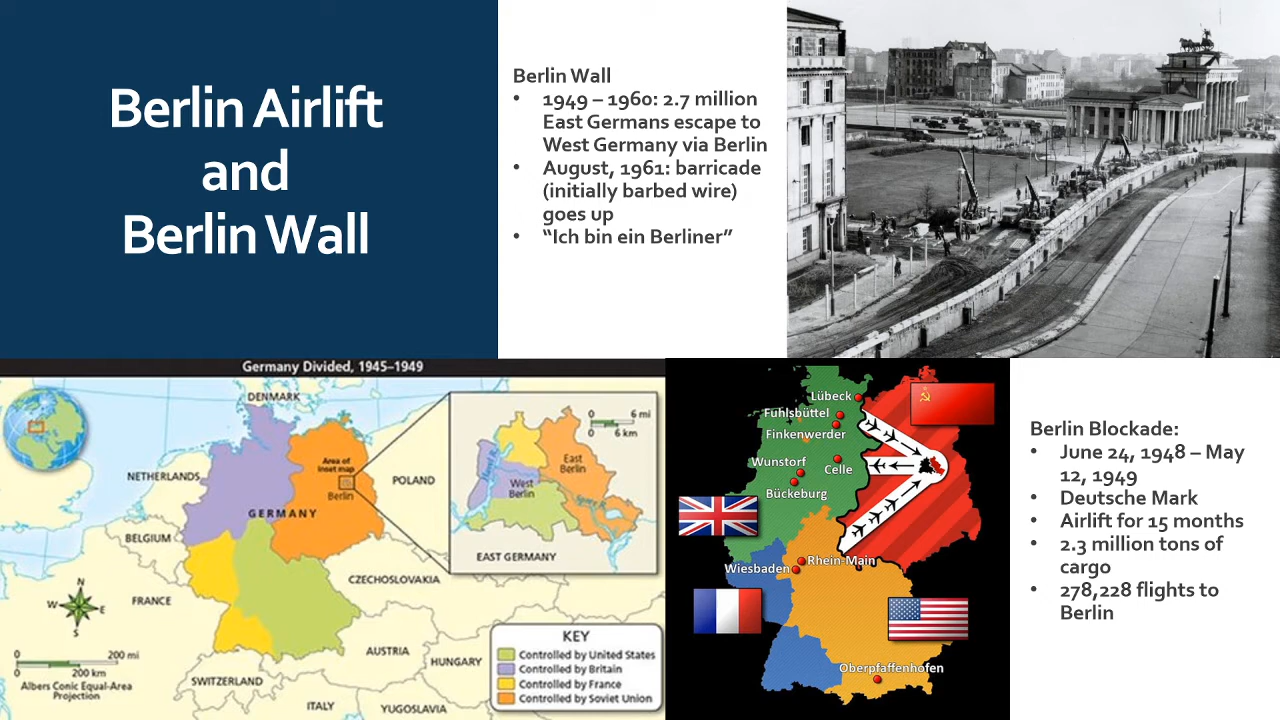 Berlin Airlift
and
Berlin Wall
Berlin Wall
• 1949 – 1960: 2.7 million
East Germans escape to
West Germany via Berlin
• August, 1961: barricade
(initially barbed wire)
goes up
• “Ich bin ein Berliner”
Germany Divided, 1945–1949
DENMARK
NETHERLANDS
Area of
inset map
Berlin
POLAND
GERMANY
BELGIUM
CZECHOSLOVAKIA
FRANCE
N
W
E
S
AUSTRIA
HUNGARY
SWITZERLAND
ITALY
YUGOSLAVIA
0
200 mi
0
200 km
Albers Conic Equal-Area
Projection
0
6 mi
0
6 km
East
Berlin
West
Berlin
EAST GERMANY
KEY
Controlled by United States
Controlled by Britain
Controlled by France
Controlled by Soviet Union
Lübeck
Fuhlsbüttel
Finkenwerder
Wunstorf
Celle
Bückeburg
Rhein-Main
Wiesbaden
Oberpfaffenhofen
Berlin Blockade:
• June 24, 1948 – May
12, 1949
• Deutsche Mark
• Airlift for 15 months
• 2.3 million tons of
cargo
• 278,228 flights to
Berlin